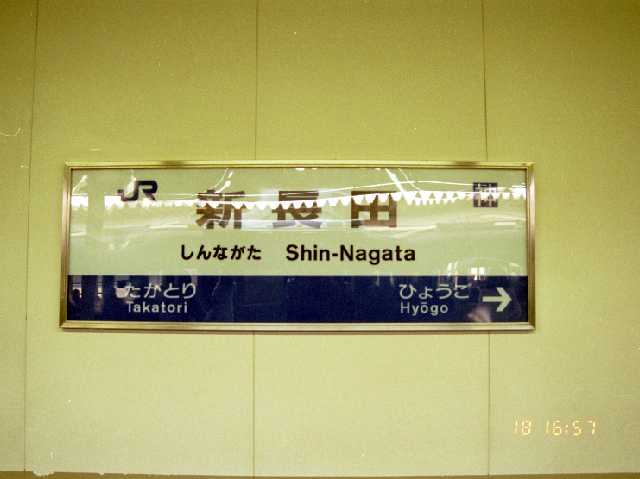 JR
新長田
しんながた Shin-Nagata
たかとり ひょうご →
Takatori Hyōgo
18 16:57